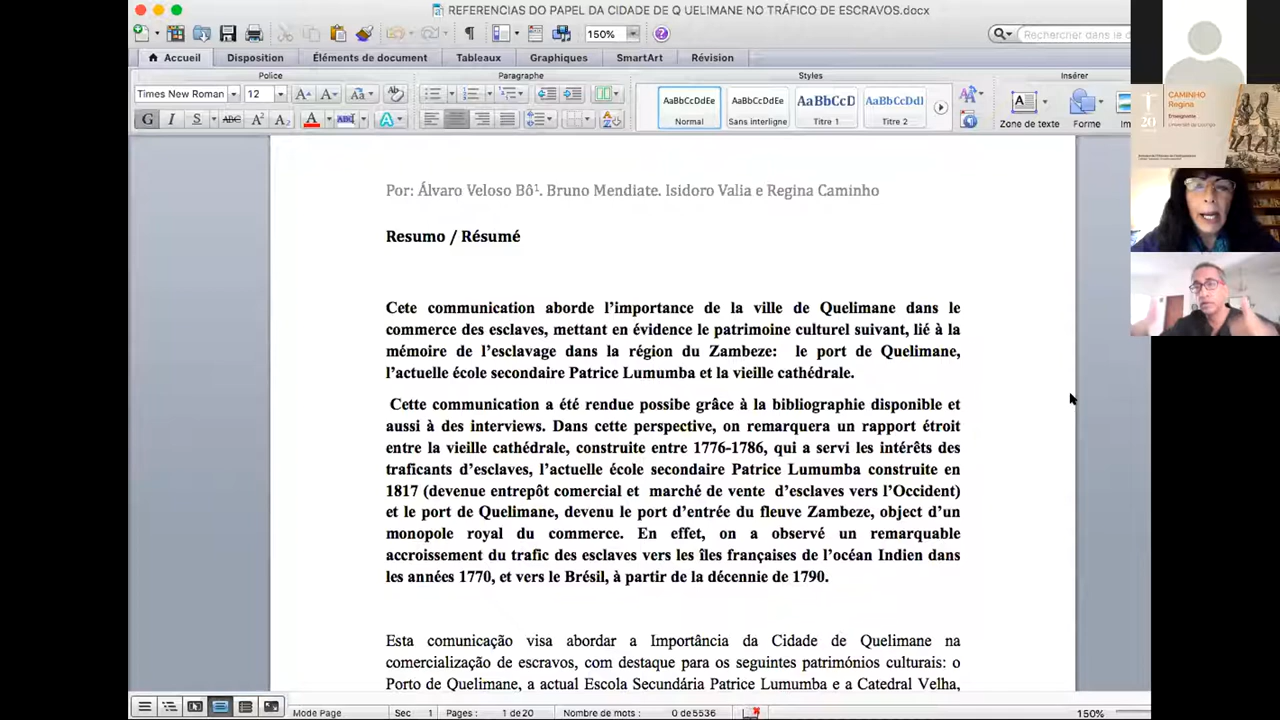 REFERENCIAS DO PAPEL DA CIDADE DE Q UELIMANE NO TRÁFICO DE ESCRAVOS.docx
150%
Rechercher dans le d
Accueil Disposition Éléments de document Tableaux Graphiques SmartArt Révision
Police Paragraphe Styles Insérer
Times New Roman 12
AaBbCcDdEe AaBbCcDdEe AaBbCcD AaBbCcDdl
Normal Sans interligne Titre 1 Titre 2 Zone de texte Forme Im
G I S ABC A² A₂
CAMINHO
Regina
20
Por: Álvaro Veloso Bô¹. Bruno Mendiate. Isidoro Valia e Regina Caminho
Resumo / Résumé
Cete communication aborde l’importance de la ville de Quelimane dans le
commerce des esclaves, mettant en évidence le patrimoine culturel suivant, lié à la
mémoire de l’esclavage dans la région du Zambeze: le port de Quelimane,
l’actuelle école secondaire Patrice Lumumba et la vieille cathédrale.
Cette communication a été rendue possibe grâce à la bibliographie disponible et
aussi à des interviews. Dans cette perspective, on remarquera un rapport étroit
entre la vieille cathédrale, construite entre 1776-1786, qui a servi les intérêts des
traficants d’esclaves, l’actuelle école secondaire Patrice Lumumba construite en
1817 (devenue entrepôt comercial et marché de vente d’esclaves vers l’Occident)
et le port de Quelimane, devenu le port d’entrée du fleuve Zambeze, object d’un
monopole royal du commerce. En effet, on a observé un remarquable
accroissement du trafic des esclaves vers les îles françaises de l’océan Indien dans
les années 1770, et vers le Brésil, à partir de la décennie de 1790.
Esta comunicação visa abordar a Importância da Cidade de Quelimane na
comercialização de escravos, com destaque para os seguintes patrimónios culturais: o
Porto de Quelimane, a actual Escola Secundária Patrice Lumumba e a Catedral Velha,
Mode Page Sec 1 Pages : 1 de 20 Nombre de mots : 0 de 5536 150%